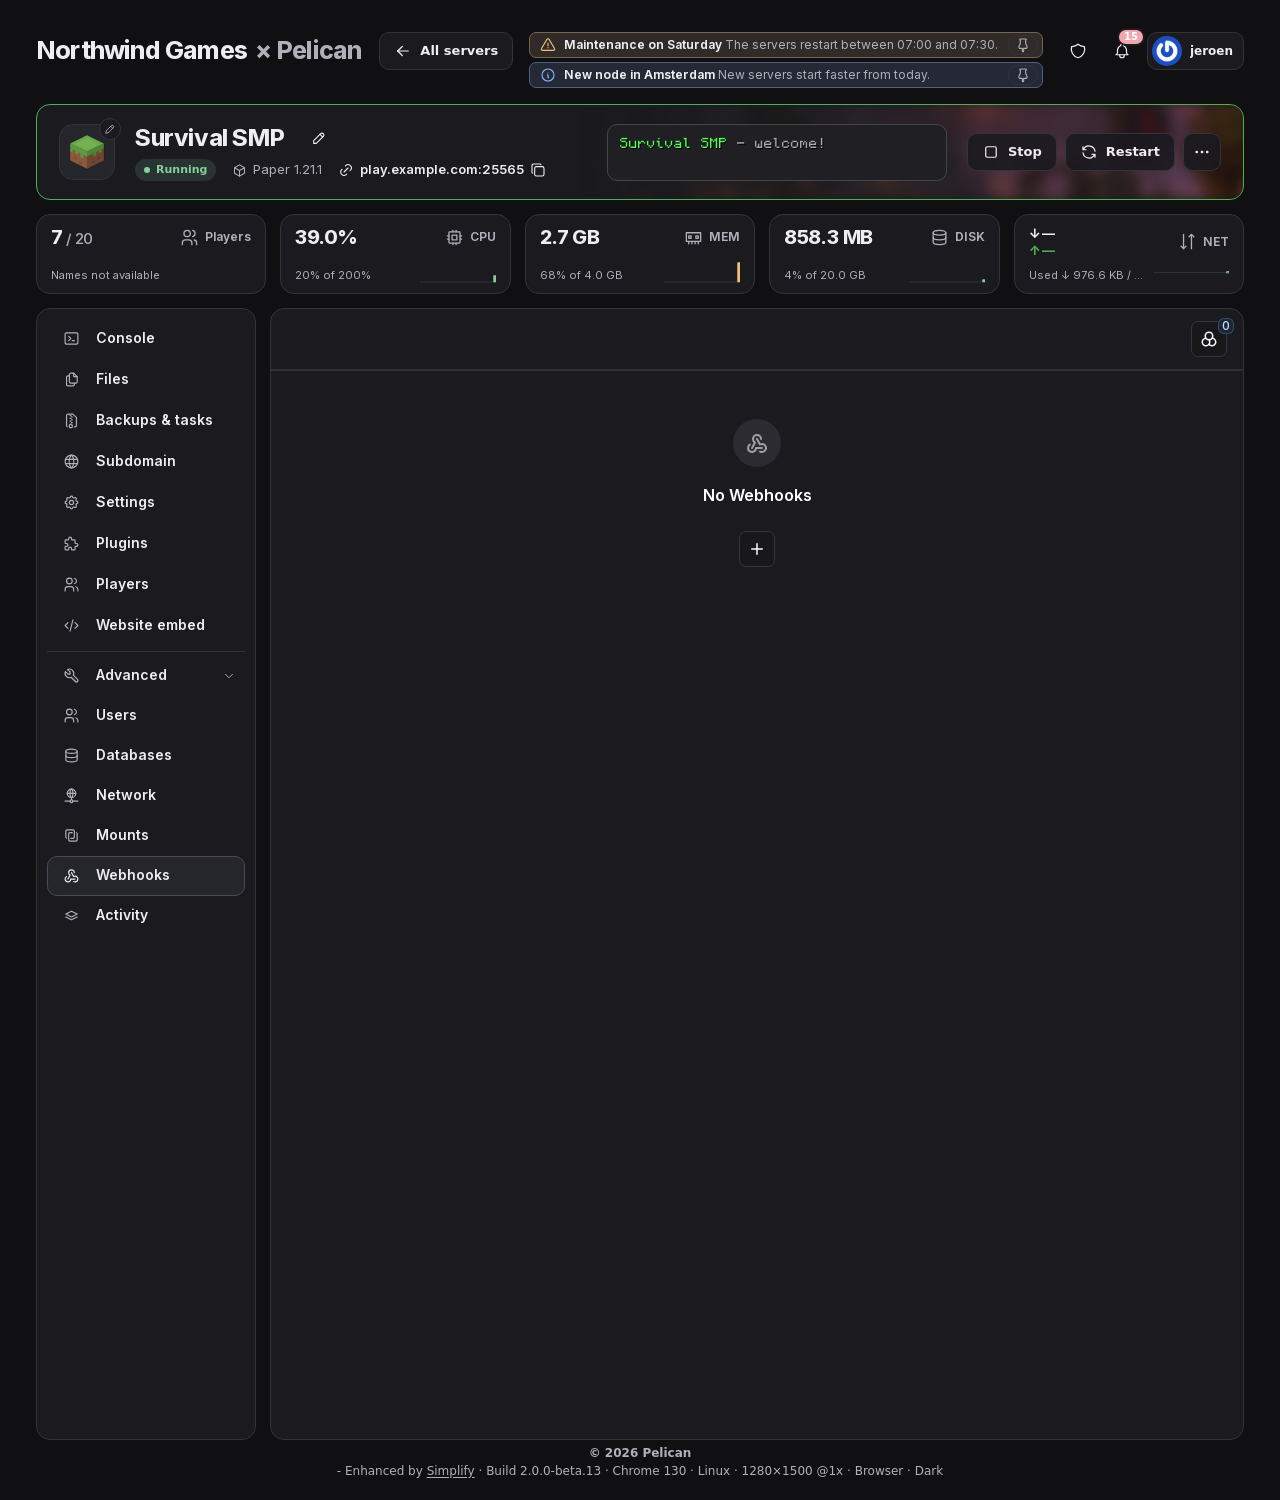 Northwind Games × Pelican
All servers
Maintenance on Saturday The servers restart between 07:00 and 07:30.
New node in Amsterdam New servers start faster from today.
15
jeroen
Survival SMP
Running
Paper 1.21.1
play.example.com:25565
Survival SMP - welcome!
Stop
Restart
7 / 20
Players
Names not available
39.0%
CPU
20% of 200%
2.7 GB
MEM
68% of 4.0 GB
858.3 MB
DISK
4% of 20.0 GB
↓—
↑—
NET
Used ↓ 976.6 KB / ...
Console
Files
Backups & tasks
Subdomain
Settings
Plugins
Players
Website embed
Advanced
Users
Databases
Network
Mounts
Webhooks
Activity
0
No Webhooks
© 2026 Pelican
- Enhanced by Simplify · Build 2.0.0-beta.13 · Chrome 130 · Linux · 1280×1500 @1x · Browser · Dark